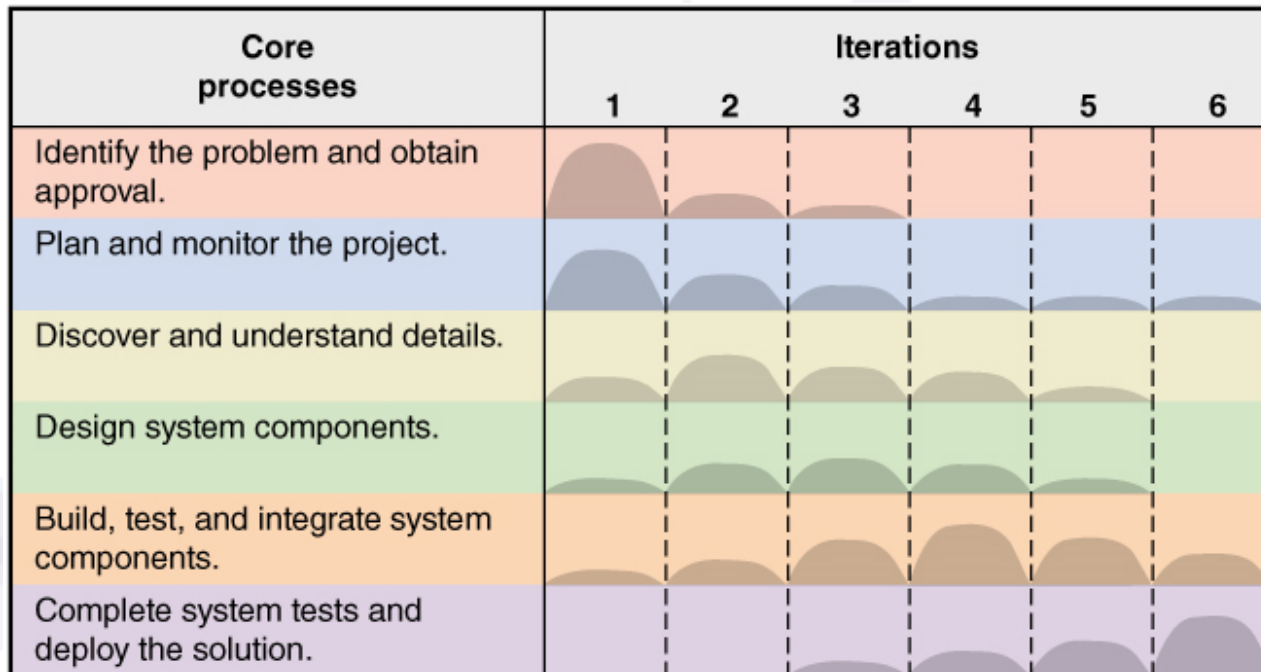 Core
processes
Iterations
1 2 3 4 5 6
Identify the problem and obtain
approval.
Plan and monitor the project.
Discover and understand details.
Design system components.
Build, test, and integrate system
components.
Complete system tests and
deploy the solution.